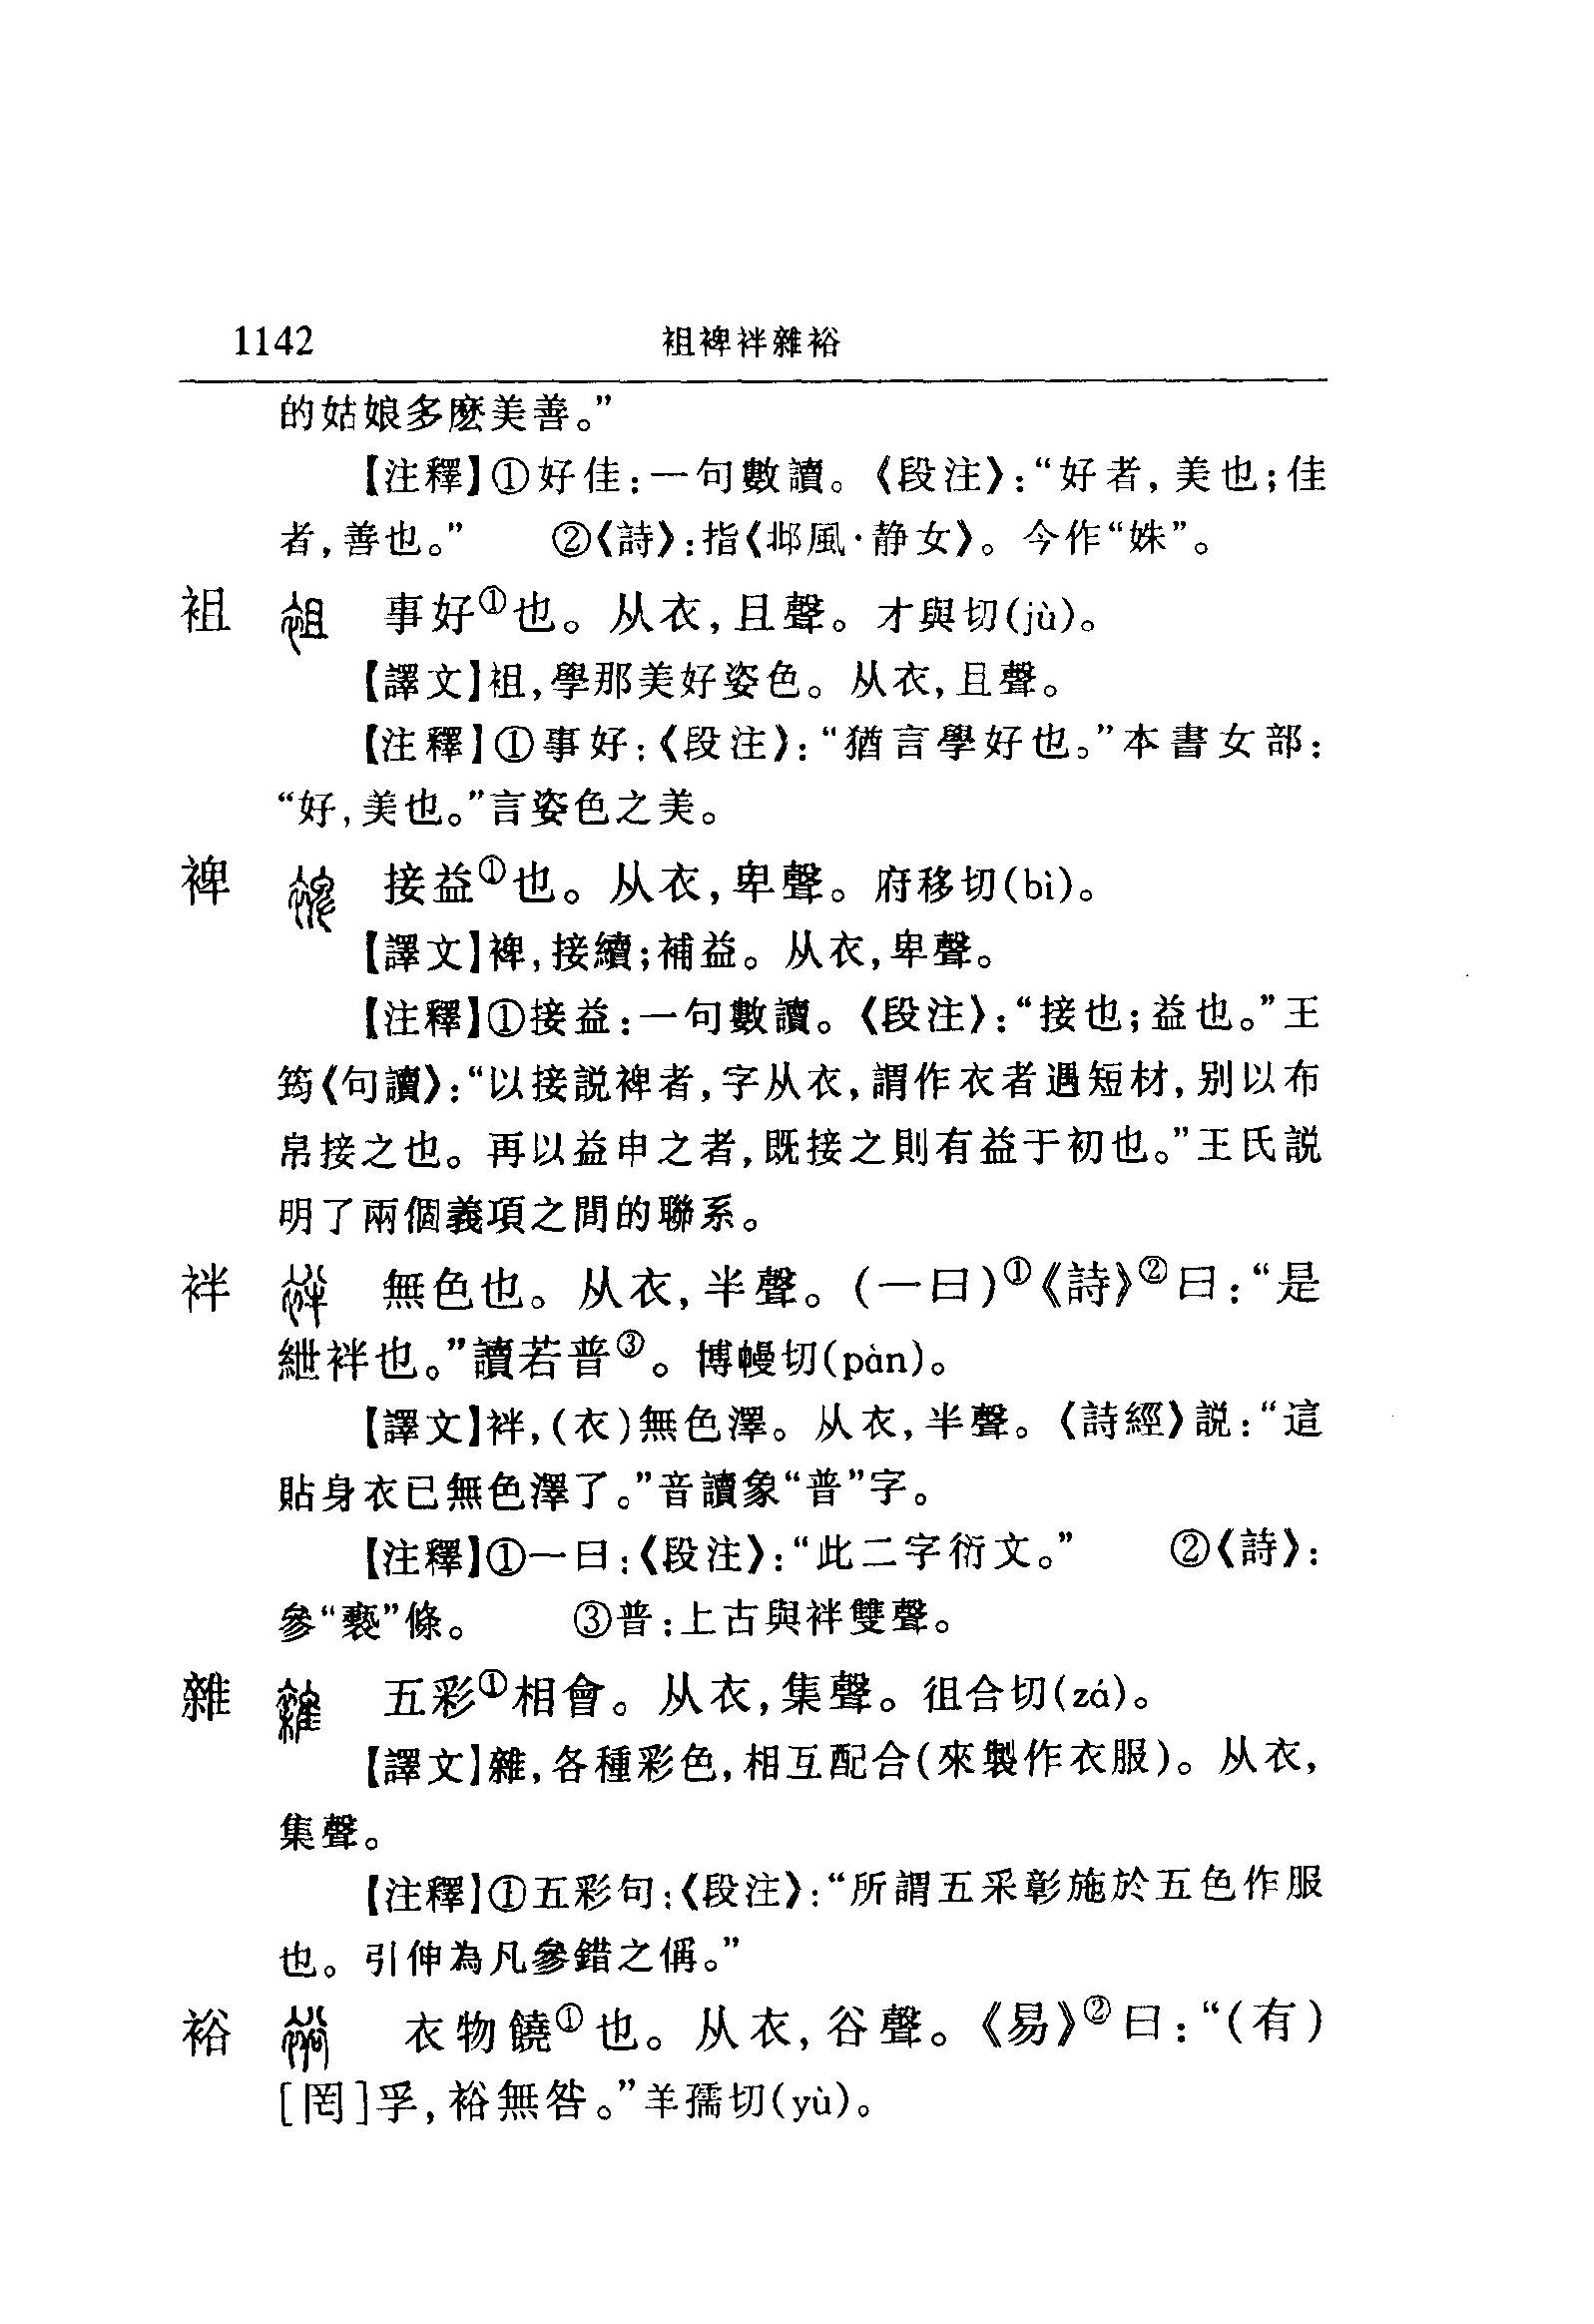 1142 袓裨袢雜裕
的姑娘多麽美善。”
【注釋】①好佳：一句數讀。《段注》：“好者，美也；佳
者，善也。” ②《詩》：指《邶風·静女》。今作“姝”。
袓 事好①也。从衣，且聲。才與切(jù)。
【譯文】袓，學那美好姿色。从衣，且聲。
【注釋】①事好：《段注》：“猶言學好也。”本書女部：
“好，美也。”言姿色之美。
裨 接益①也。从衣，卑聲。府移切(bì)。
【譯文】裨，接續；補益。从衣，卑聲。
【注釋】①接益：一句數讀。《段注》：“接也；益也。”王
筠《句讀》：“以接説裨者，字从衣，謂作衣者遇短材，别以布
帛接之也。再以益申之者，既接之則有益于初也。”王氏説
明了兩個義項之間的聯系。
袢 無色也。从衣，半聲。(一曰)①《詩》②曰：“是
紲袢也。”讀若普③。博幔切(pàn)。
【譯文】袢，(衣)無色澤。从衣，半聲。《詩經》説：“這
貼身衣已無色澤了。”音讀象“普”字。
【注釋】①一曰：《段注》：“此二字衍文。” ②《詩》：
參“褻”條。 ③普：上古與袢雙聲。
雜 五彩①相會。从衣，集聲。徂合切(zá)。
【譯文】雜，各種彩色，相互配合(來製作衣服)。从衣，
集聲。
【注釋】①五彩句：《段注》：“所謂五采彰施於五色作服
也。引伸為凡參錯之偁。”
裕 衣物饒①也。从衣，谷聲。《易》②曰：“(有)
[罔]孚，裕無咎。”羊孺切(yù)。